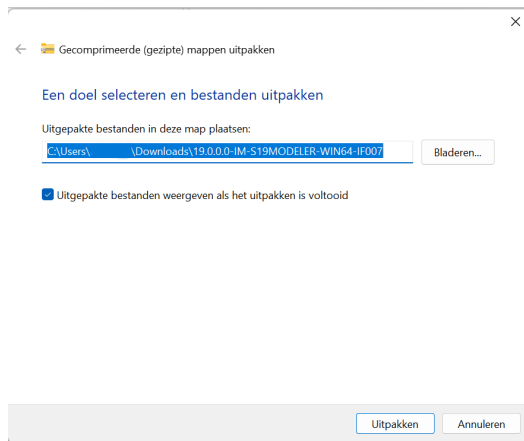 Gecomprimeerde (gezipte) mappen uitpakken
Een doel selecteren en bestanden uitpakken
Uitgepakte bestanden in deze map plaatsen:
C:\Users\ \Downloads\19.0.0.0-IM-S19MODELER-WIN64-IF007
Bladeren...
Uitgepakte bestanden weergeven als het uitpakken is voltooid
Uitpakken
Annuleren